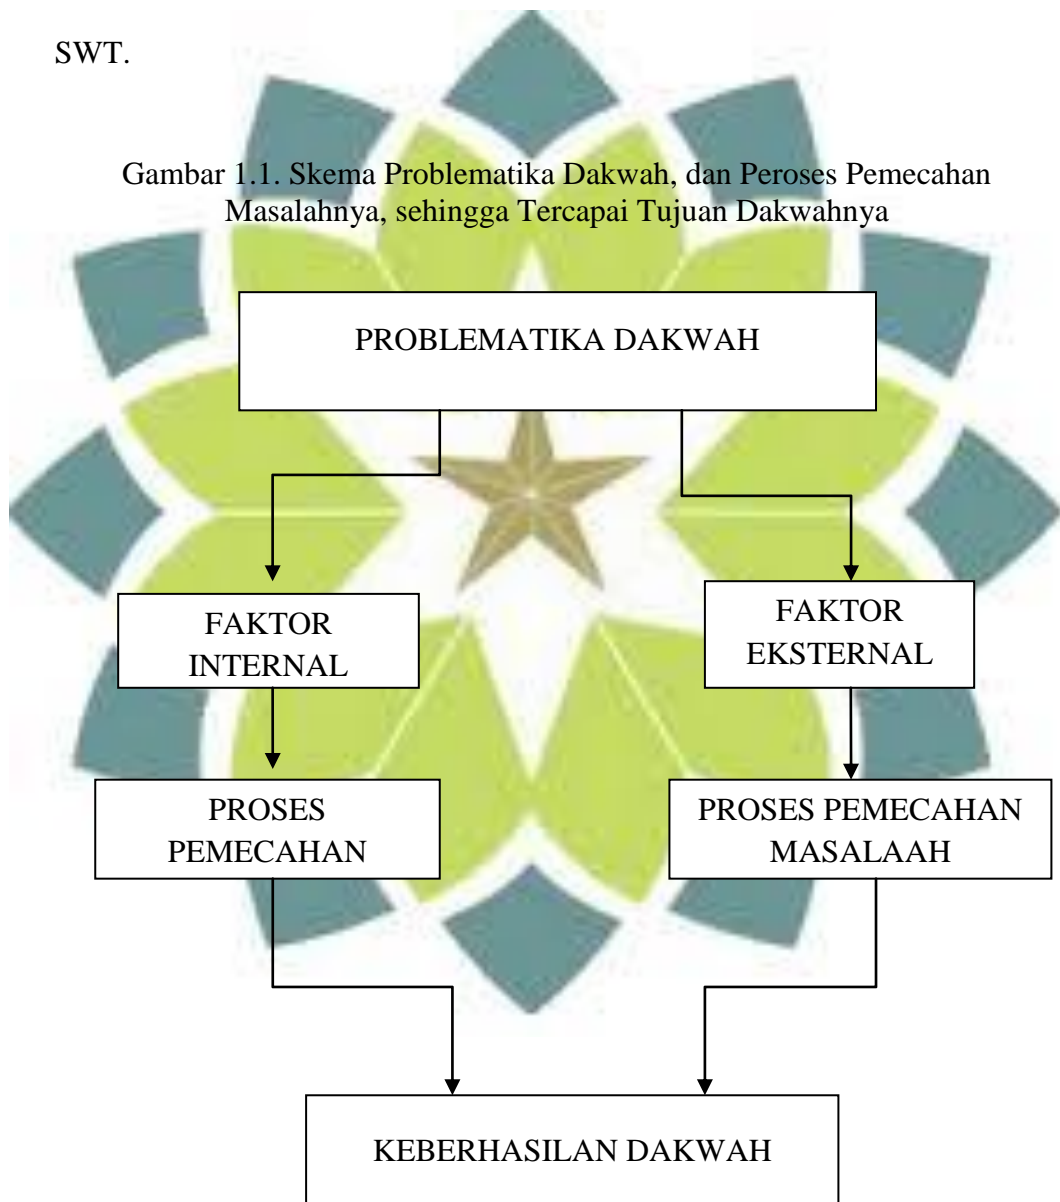 SWT.
Gambar 1.1. Skema Problematika Dakwah, dan Peroses Pemecahan
Masalahnya, sehingga Tercapai Tujuan Dakwahnya
PROBLEMATIKA DAKWAH
FAKTOR
INTERNAL
FAKTOR
EKSTERNAL
PROSES
PEMECAHAN
PROSES PEMECAHAN
MASALAAH
KEBERHASILAN DAKWAH